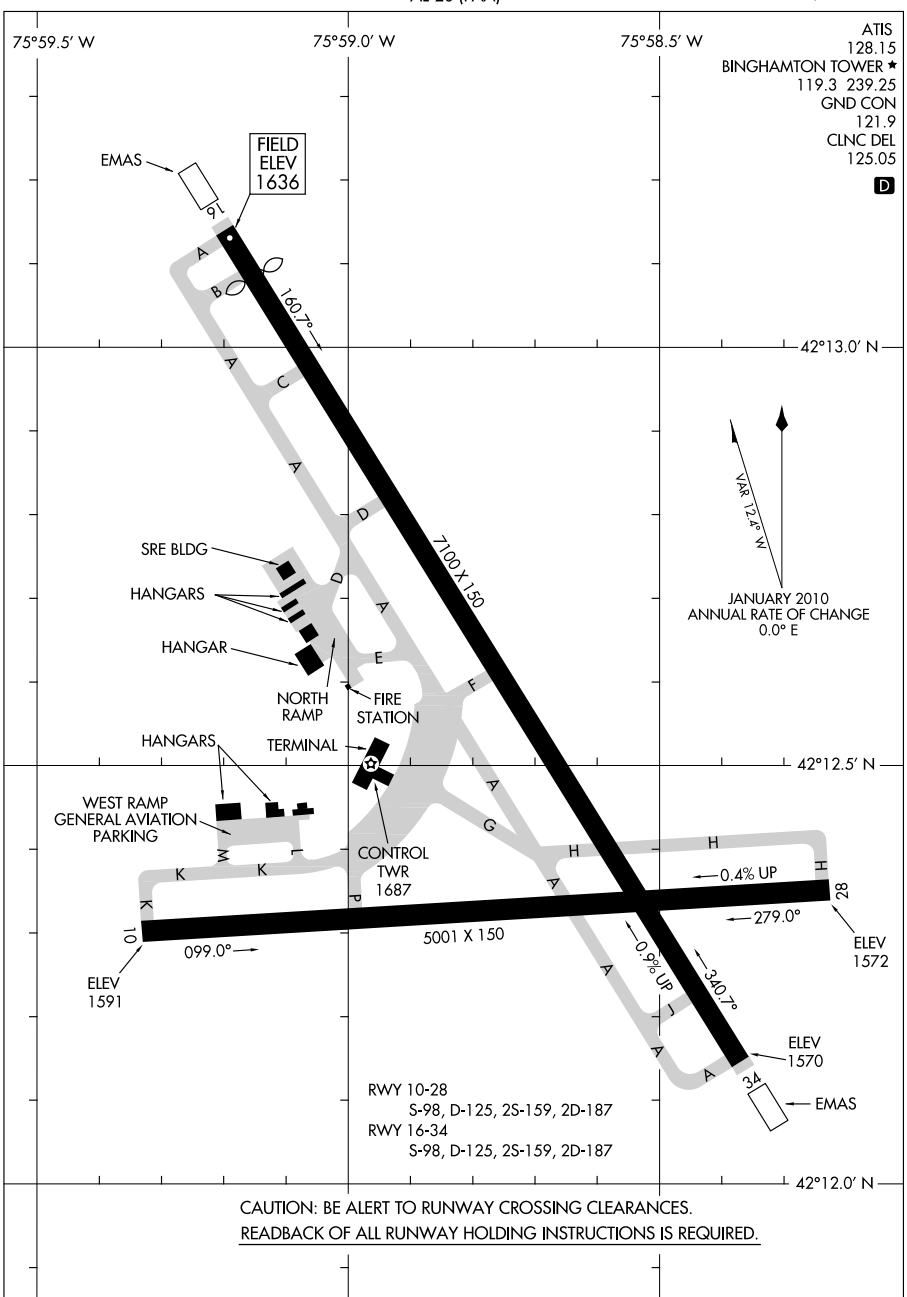 AL-28 (FAA)
75°59.5' W
75°59.0' W
75°58.5' W
ATIS
128.15
BINGHAMTON TOWER ★
119.3 239.25
GND CON
121.9
CLNC DEL
125.05
D
EMAS
FIELD
ELEV
1636
16
A
B
160.7°
42°13.0' N
A
C
A
VAR 12.4° W
D
7100 X 150
SRE BLDG
D
HANGARS
A
JANUARY 2010
ANNUAL RATE OF CHANGE
0.0° E
HANGAR
E
F
NORTH
RAMP
FIRE
STATION
HANGARS
TERMINAL
42°12.5' N
A
WEST RAMP
GENERAL AVIATION
PARKING
G
CONTROL
TWR
1687
M
L
H
H
H
K
K
A
0.4% UP
28
K
P
279.0°
10
099.0°
5001 X 150
ELEV
1591
ELEV
1572
0.9% UP
340.7°
A
J
A
A
ELEV
1570
34
EMAS
RWY 10-28
S-98, D-125, 2S-159, 2D-187
RWY 16-34
S-98, D-125, 2S-159, 2D-187
42°12.0' N
CAUTION: BE ALERT TO RUNWAY CROSSING CLEARANCES.
READBACK OF ALL RUNWAY HOLDING INSTRUCTIONS IS REQUIRED.